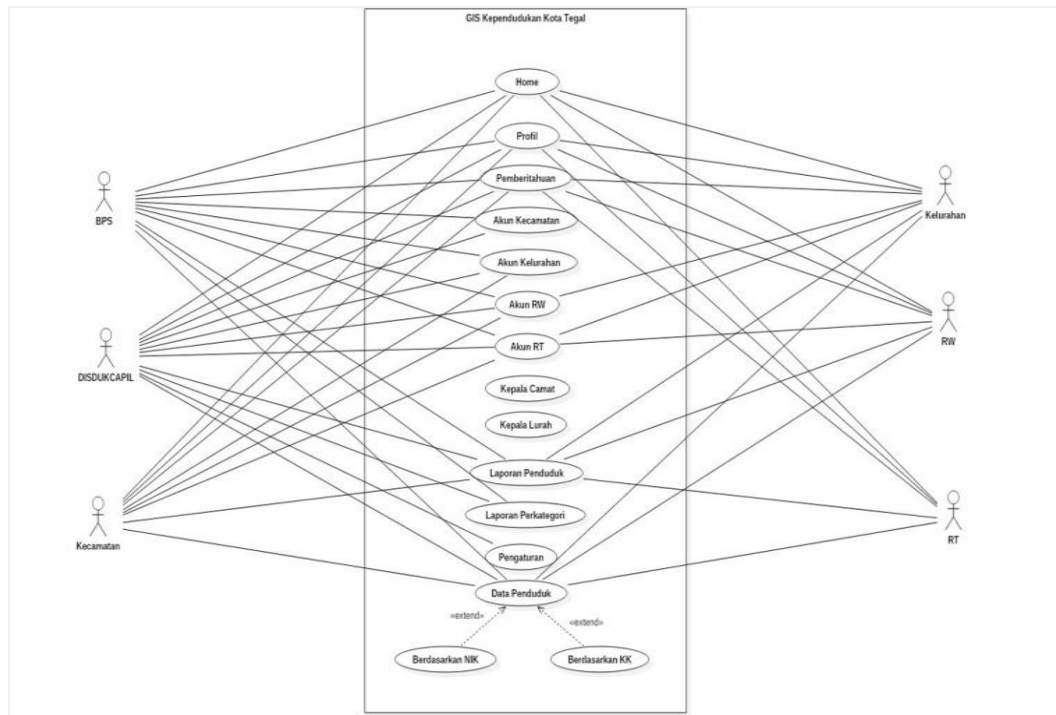 GIS Kependudukan Kota Tegal
Home
Profil
Pemberitahuan
BPS
Kelurahan
Akun Kecamatan
Akun Kelurahan
Akun RW
RW
Akun RT
DISDUKCAPIL
Kepala Camat
Kepala Lurah
Laporan Penduduk
Laporan Perkategori
Kecamatan
RT
Pengaturan
Data Penduduk
«extend»
«extend»
Berdasarkan NIK
Berdasarkan KK